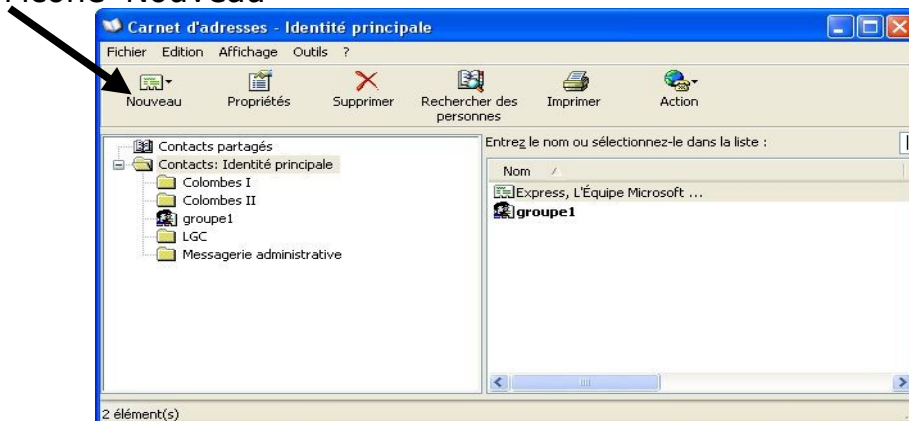 Nouveau
Carnet d'adresses - Identité principale
Fichier Edition Affichage Outils ?
Nouveau Propriétés Supprimer Rechercher des personnes Imprimer Action
Entrez le nom ou sélectionnez-le dans la liste :
Contacts partagés
Contacts: Identité principale
Colombes I
Colombes II
groupe1
LGC
Messagerie administrative
Nom
Express, L'Équipe Microsoft ...
groupe1
2 élément(s)